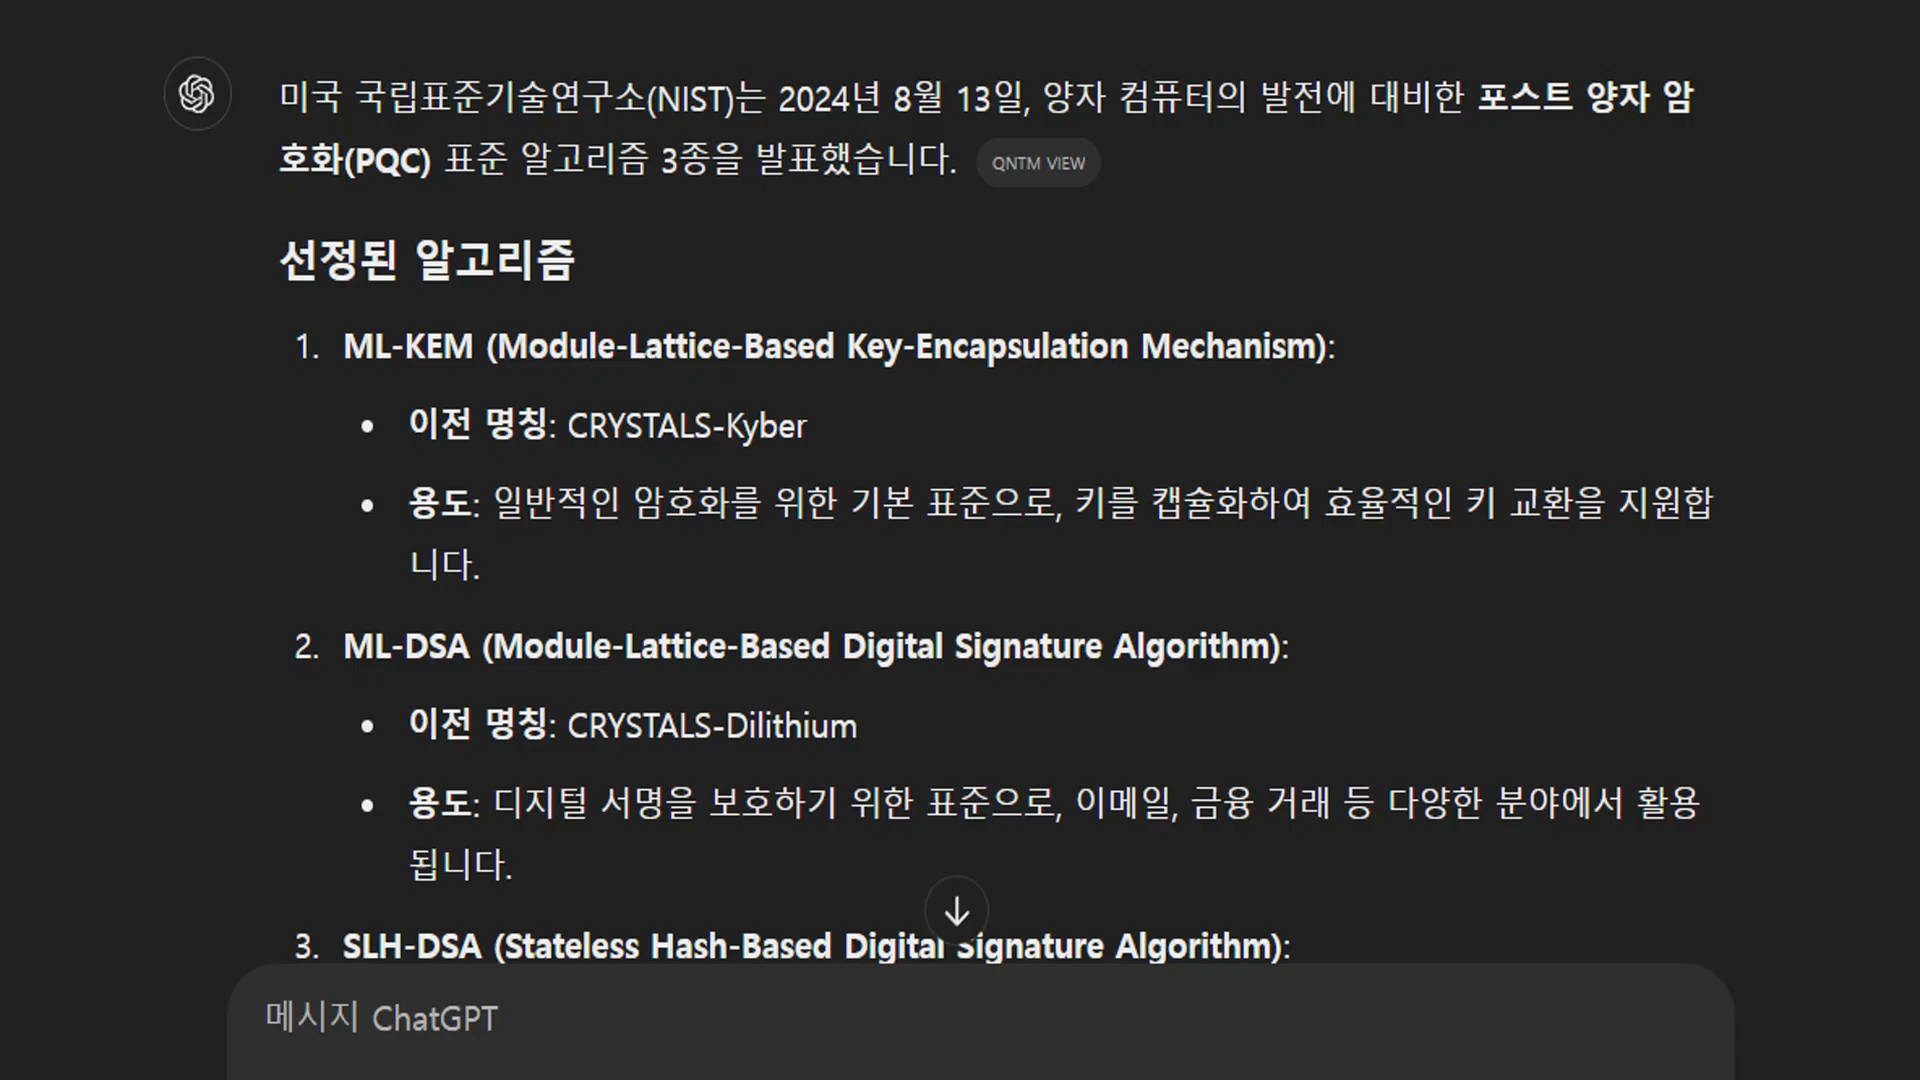 미국 국립표준기술연구소(NIST)는 2024년 8월 13일, 양자 컴퓨터의 발전에 대비한 포스트 양자 암
호화(PQC) 표준 알고리즘 3종을 발표했습니다. QNTM VIEW
선정된 알고리즘
1. ML-KEM (Module-Lattice-Based Key-Encapsulation Mechanism):
• 이전 명칭: CRYSTALS-Kyber
• 용도: 일반적인 암호화를 위한 기본 표준으로, 키를 캡슐화하여 효율적인 키 교환을 지원합
니다.
2. ML-DSA (Module-Lattice-Based Digital Signature Algorithm):
• 이전 명칭: CRYSTALS-Dilithium
• 용도: 디지털 서명을 보호하기 위한 표준으로, 이메일, 금융 거래 등 다양한 분야에서 활용
됩니다.
3. SLH-DSA (Stateless Hash-Based Digital Signature Algorithm):
메시지 ChatGPT